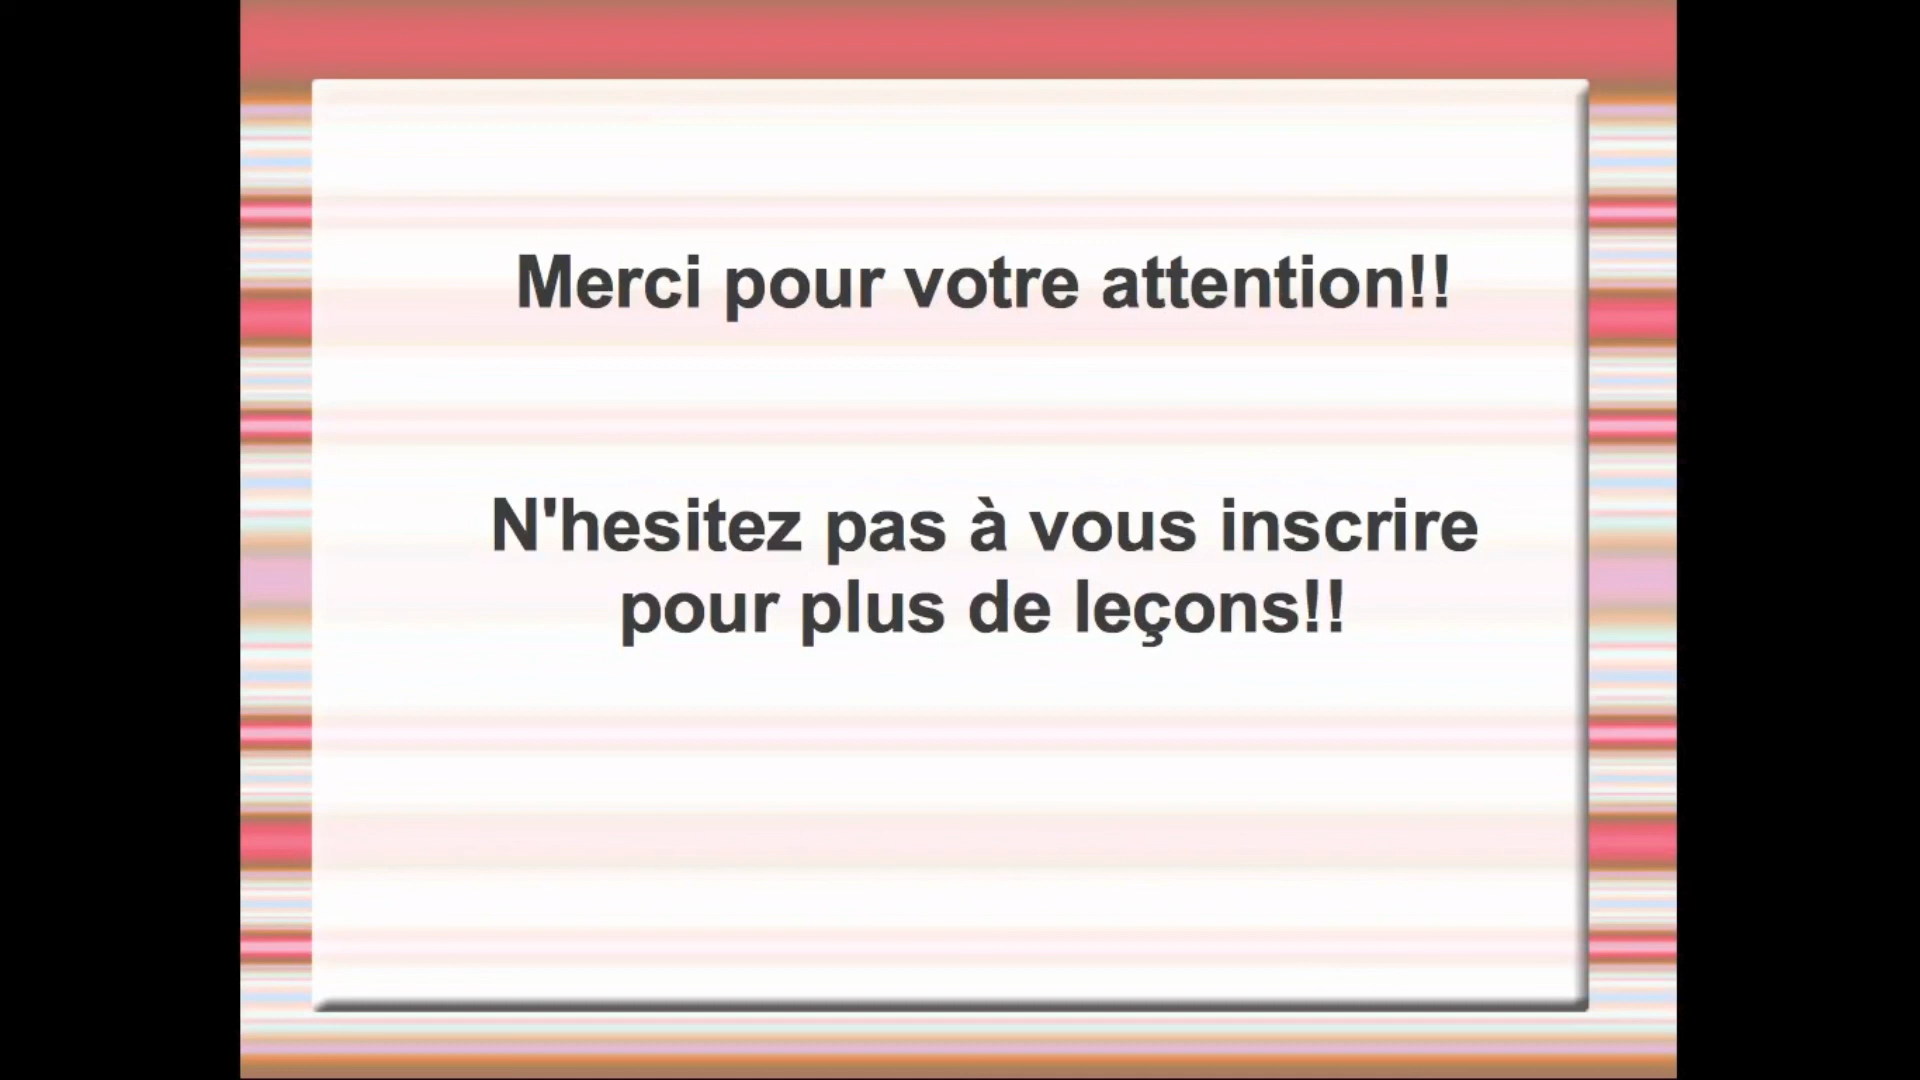 Merci pour votre attention!!
N'hesitez pas à vous inscrire
pour plus de leçons!!